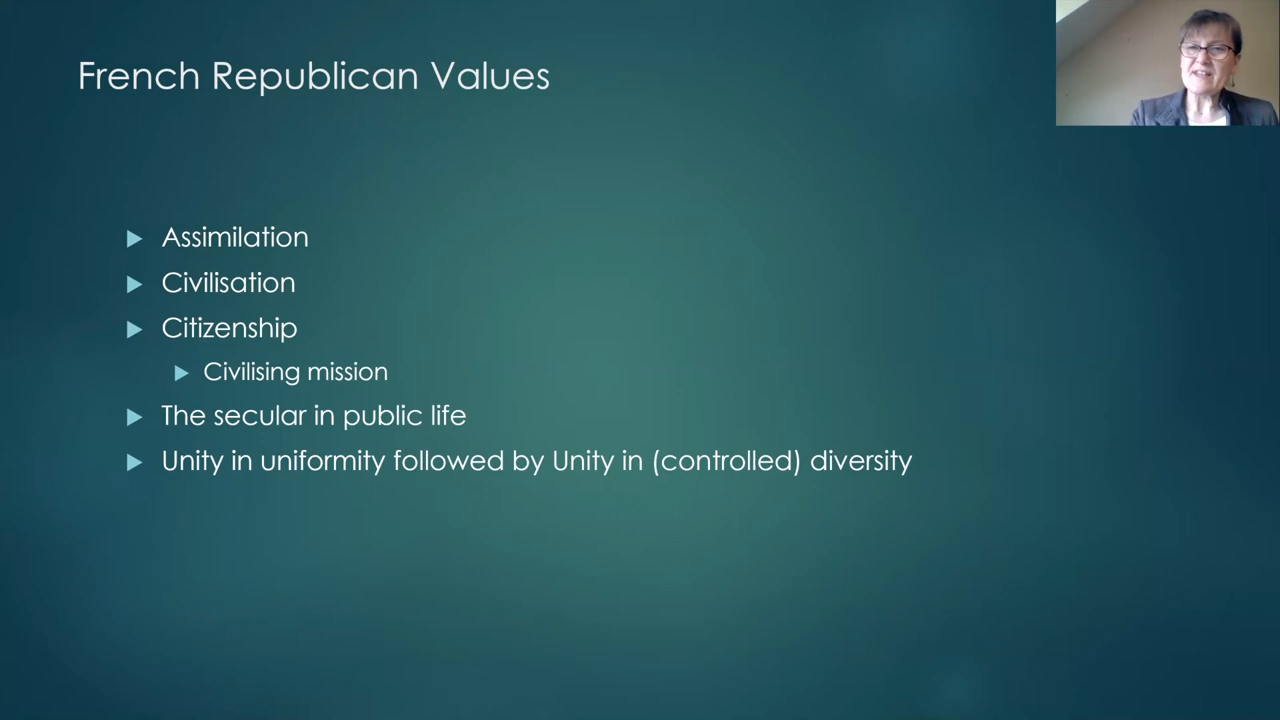 French Republican Values
Assimilation
Civilisation
Citizenship
Civilising mission
The secular in public life
Unity in uniformity followed by Unity in (controlled) diversity